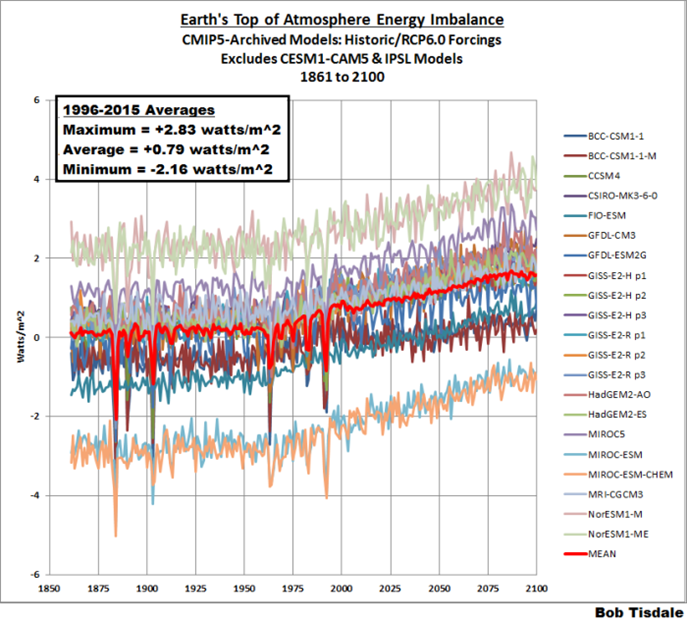 Earth's Top of Atmosphere Energy Imbalance
CMIP5-Archived Models: Historic/RCP6.0 Forcings
Excludes CESM1-CAM5 & IPSL Models
1861 to 2100
1996-2015 Averages
Maximum = +2.83 watts/m^2
Average = +0.79 watts/m^2
Minimum = -2.16 watts/m^2
Watts/m^2
6
4
2
0
-2
-4
-6
1850
1875
1900
1925
1950
1975
2000
2025
2050
2075
2100
BCC-CSM1-1
BCC-CSM1-1-M
CCSM4
CSIRO-MK3-6-0
FIO-ESM
GFDL-CM3
GFDL-ESM2G
GISS-E2-H p1
GISS-E2-H p2
GISS-E2-H p3
GISS-E2-R p1
GISS-E2-R p2
GISS-E2-R p3
HadGEM2-AO
HadGEM2-ES
MIROC5
MIROC-ESM
MIROC-ESM-CHEM
MRI-CGCM3
NorESM1-M
NorESM1-ME
MEAN
Bob Tisdale